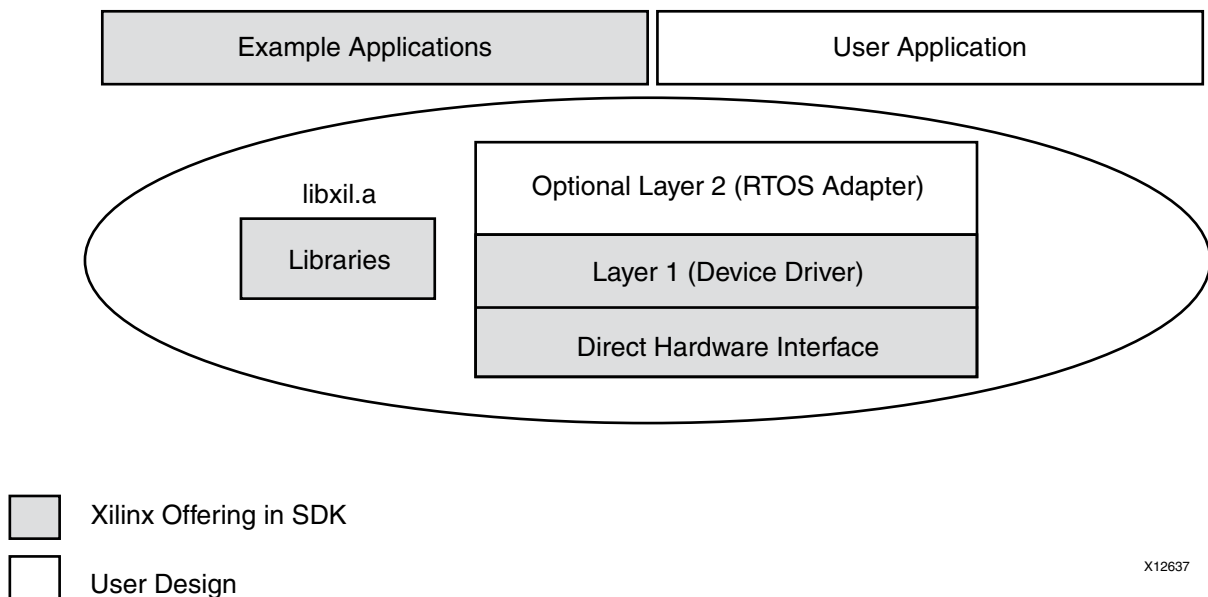 Example Applications
User Application
libxil.a
Libraries
Optional Layer 2 (RTOS Adapter)
Layer 1 (Device Driver)
Direct Hardware Interface
Xilinx Offering in SDK
User Design
X12637